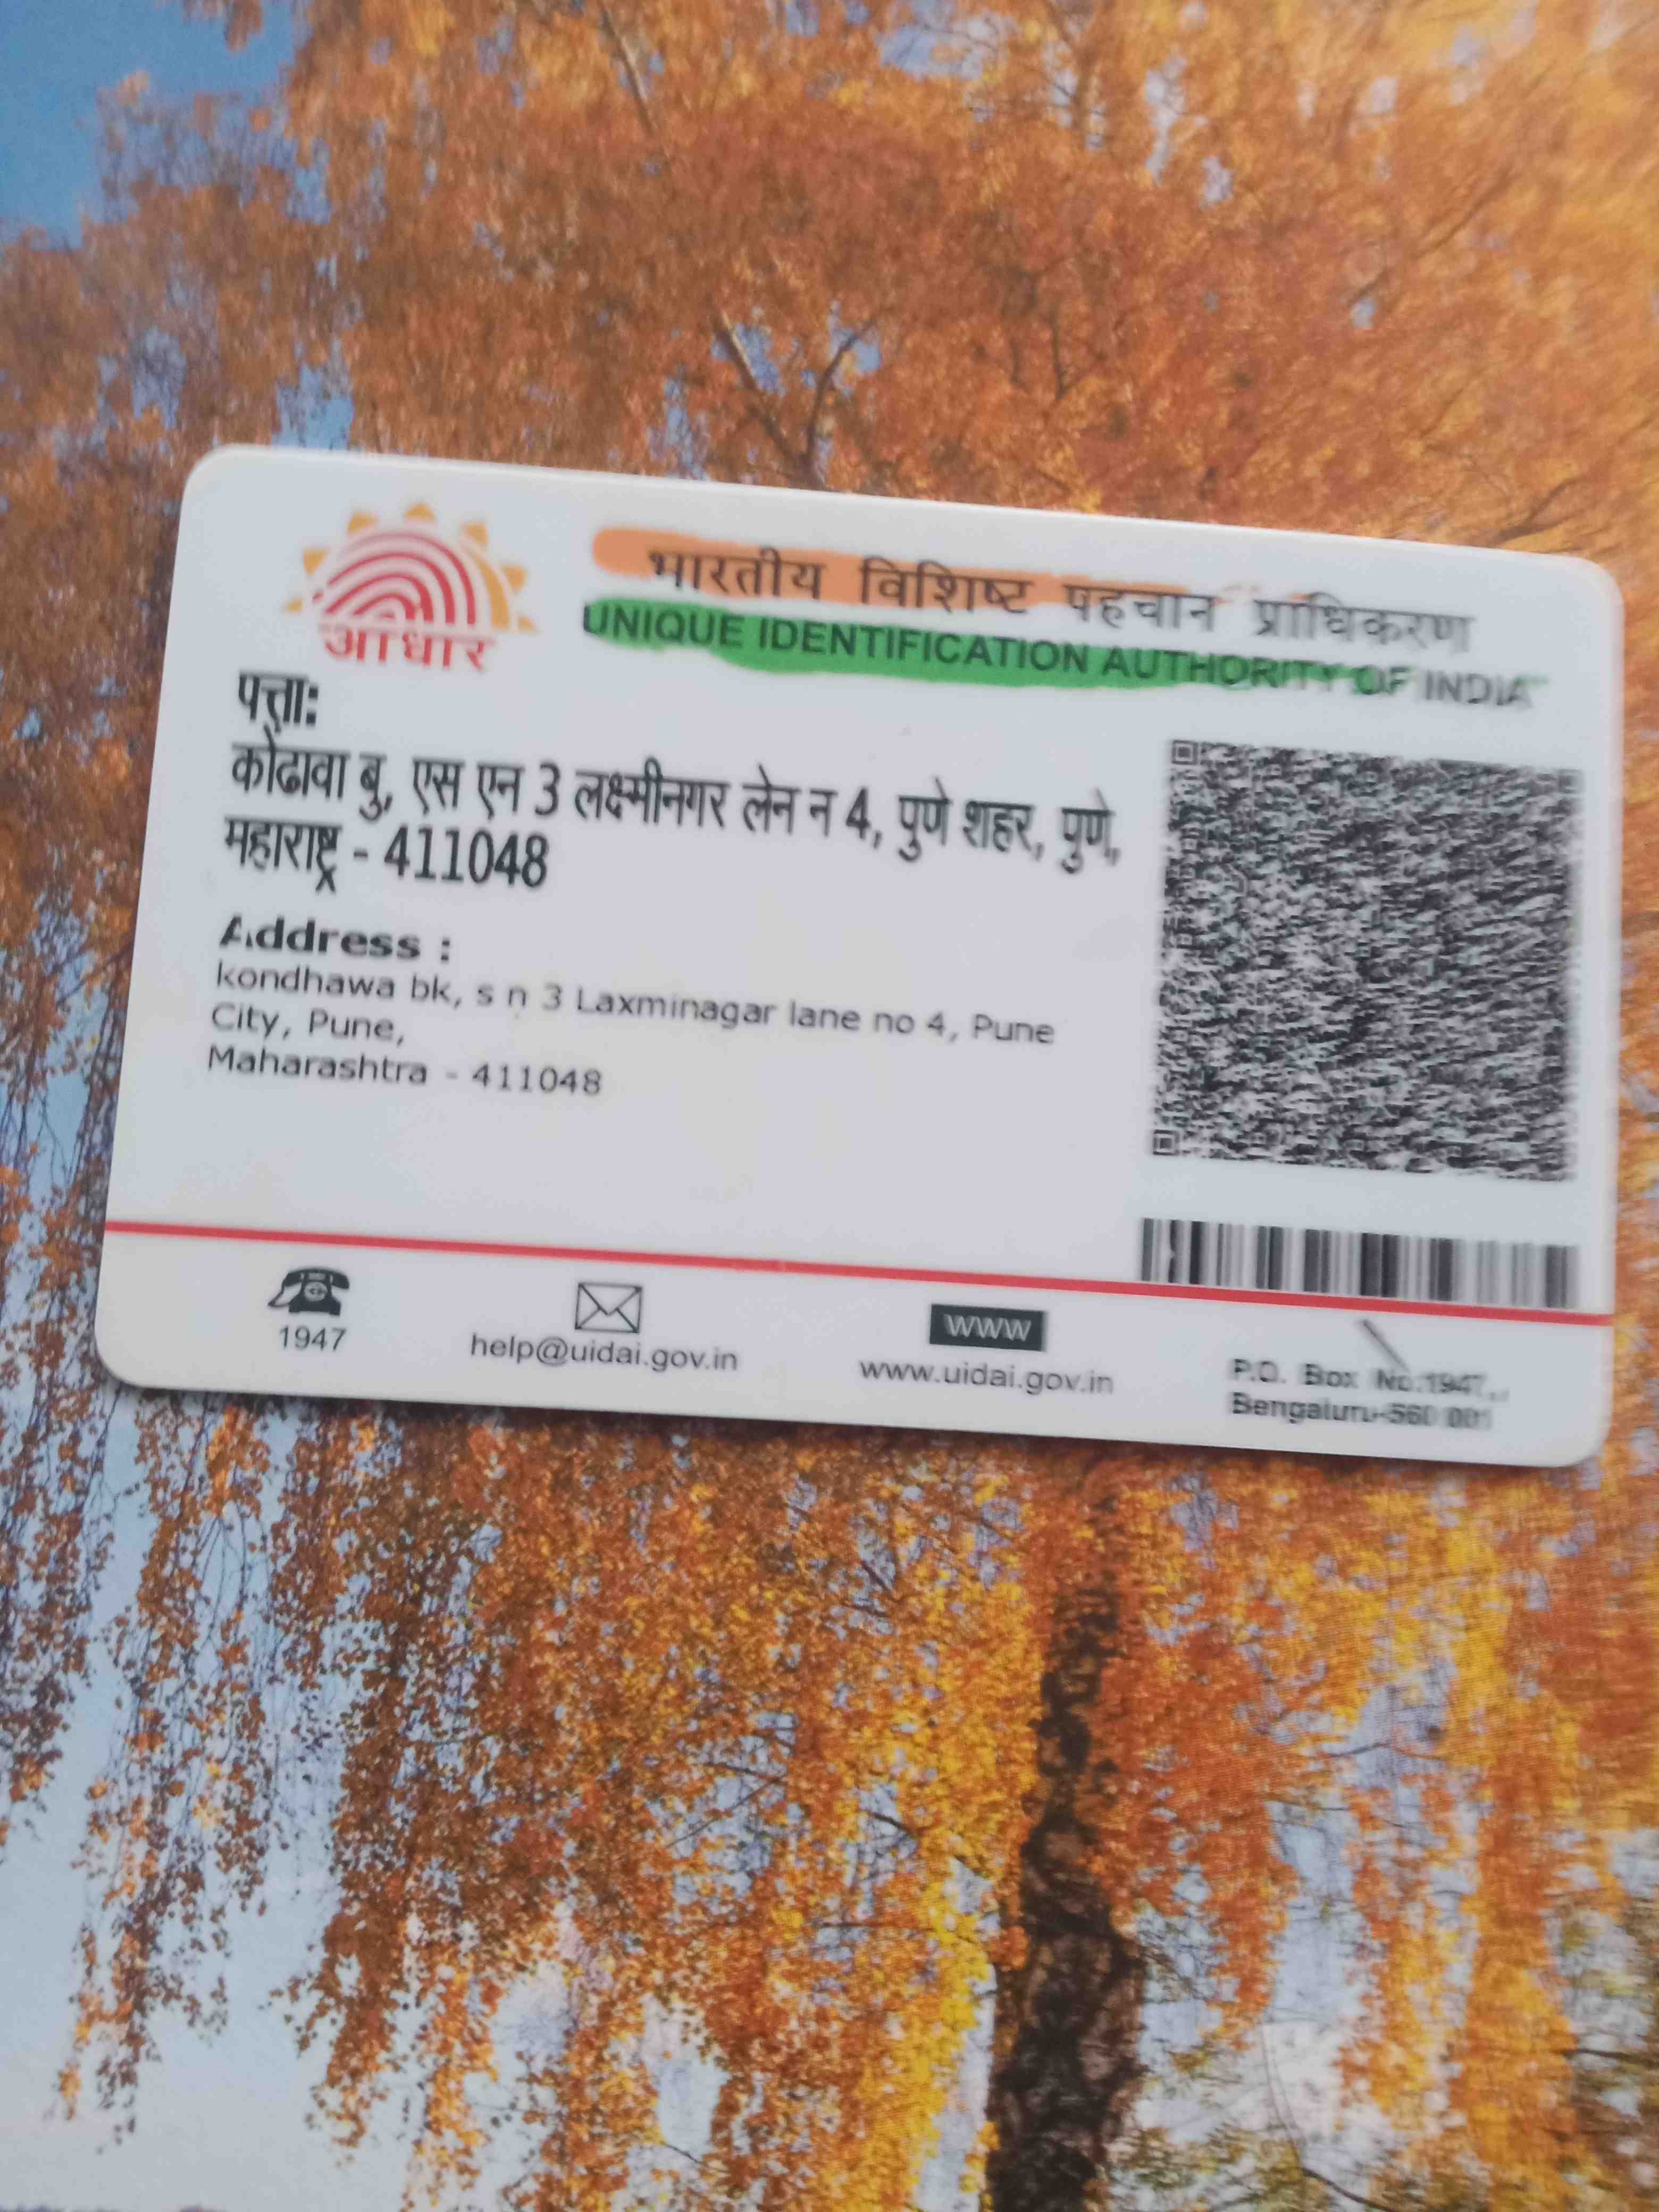 आधार
भारतीय विशिष्ट पहचान प्राधिकरण
UNIQUE IDENTIFICATION AUTHORITY OF INDIA
पत्ता:
कोंढावा बु, एस एन 3 लक्ष्मीनगर लेन न 4, पुणे शहर, पुणे,
महाराष्ट्र - 411048
Address :
kondhawa bk, s n 3 Laxminagar lane no 4, Pune
City, Pune,
Maharashtra - 411048
1947
help@uidai.gov.in
WWW
www.uidai.gov.in
P.O. Box No.1947,
Bengaluru-560 001